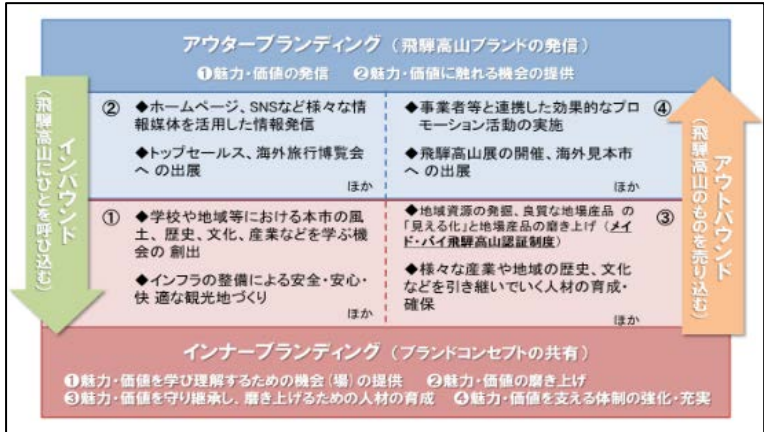 アウターブランディング（飛騨高山ブランドの発信）
❶魅力・価値の発信　❷魅力・価値に触れる機会の提供
インバウンド
（飛騨高山にひとを呼び込む）
②
◆ホームページ、SNSなど様々な情
報媒体を活用した情報発信
◆トップセールス、海外旅行博覧会
へ の出展
ほか
◆事業者等と連携した効果的なプロ
モーション活動の実施
◆飛騨高山展の開催、海外見本市
へ の出展
ほか
④
①
◆学校や地域等における本市の風
土、歴史、文化、産業などを学ぶ機
会の 創出
◆インフラの整備による安全・安心・
快 適な観光地づくり
ほか
◆地域資源の発掘、良質な地場産品 の
「見える化」と地場産品の磨き上げ（メイ
ド・バイ飛騨高山認証制度）
◆様々な産業や地域の歴史、文化
などを引き継いでいく人材の育成・
確保
ほか
③
アウトバウンド
（飛騨高山のものを売り込む）
インナーブランディング（ブランドコンセプトの共有）
❶魅力・価値を学び理解するための機会（場）の提供　❷魅力・価値の磨き上げ
❸魅力・価値を守り継承し、磨き上げるための人材の育成　❹魅力・価値を支える体制の強化・充実